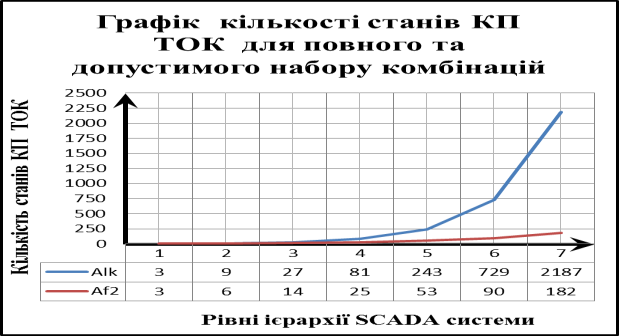 Графік кількості станів КП
ТОК для повного та
допустимого набору комбінацій
Кількість станів КП ТОК
2500
2250
2000
1750
1500
1250
1000
750
500
250
0
1 2 3 4 5 6 7
Alk 3 9 27 81 243 729 2187
Af2 3 6 14 25 53 90 182
Рівні ієрархії SCADA системи